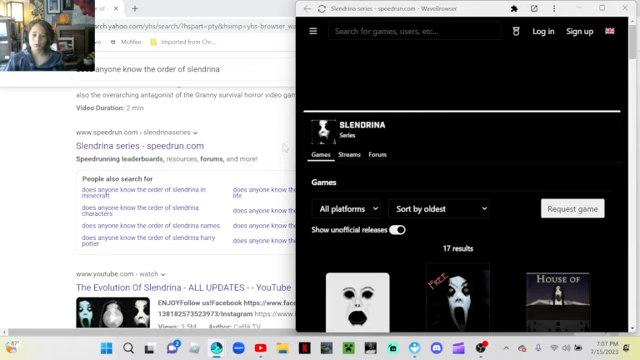 search.yahoo.com/yhs/search/?hspart=pty&hsimp=yhs-browser_wa
McAfee
Imported from Chr...
anyone know the order of slendrina
also the overarching antagonist of the Granny survival horror video gam
Video Duration: 2 min
www.speedrun.com › slendrinaseries
Slendrina series - speedrun.com
Speedrunning leaderboards, resources, forums, and more!
People also search for
does anyone know the order of slendrina in minecraft
does anyone know the order of slendrina characters
does anyone know the order of slendrina names
does anyone know the order of slendrina harry potter
does anyone know the order
life
does anyone know the order
does anyone know the order
does anyone know the order
www.youtube.com › watch
The Evolution Of Slendrina - ALL UPDATES - - YouTube
ENJOYFollow us!Facebook https://www.face
138182573523973/Instagram https://www
Views: 3.5M
Author: Caffè TV
Slendrina series - speedrun.com - WaveBrowser
speedrun.com
Search for games, users, etc...
Log in
Sign up
SLENDRINA
Series
Games
Streams
Forum
Games
All platforms
Sort by oldest
Request game
Show unofficial releases
17 results
FREE
HOUSE OF
7:07 PM
7/15/2023